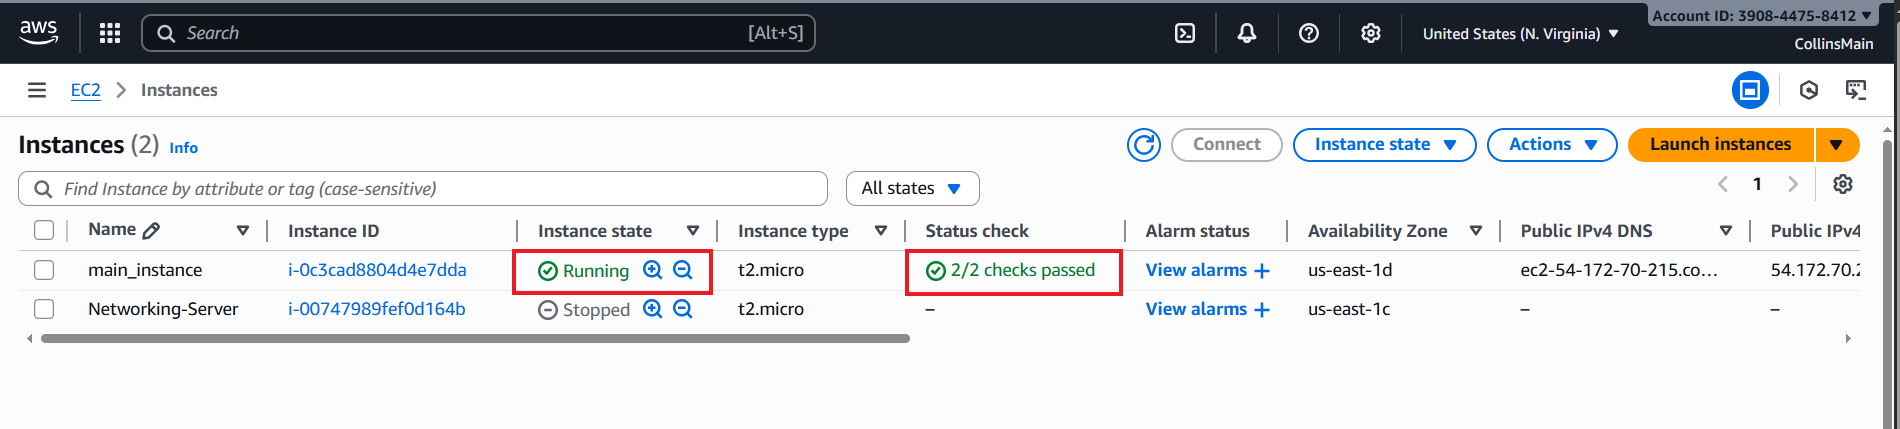 aws Search [Alt+S] United States (N. Virginia) Account ID: 3908-4475-8412
CollinsMain
EC2 Instances
Instances (2) Info Connect Instance state Actions Launch instances
Find Instance by attribute or tag (case-sensitive) All states 1
Name Instance ID Instance state Instance type Status check Alarm status Availability Zone Public IPv4 DNS Public IPv4
main_instance i-0c3cad8804d4e7dda Running t2.micro 2/2 checks passed View alarms + us-east-1d ec2-54-172-70-215.co... 54.172.70.2
Networking-Server i-00747989fef0d164b Stopped t2.micro – View alarms + us-east-1c – –